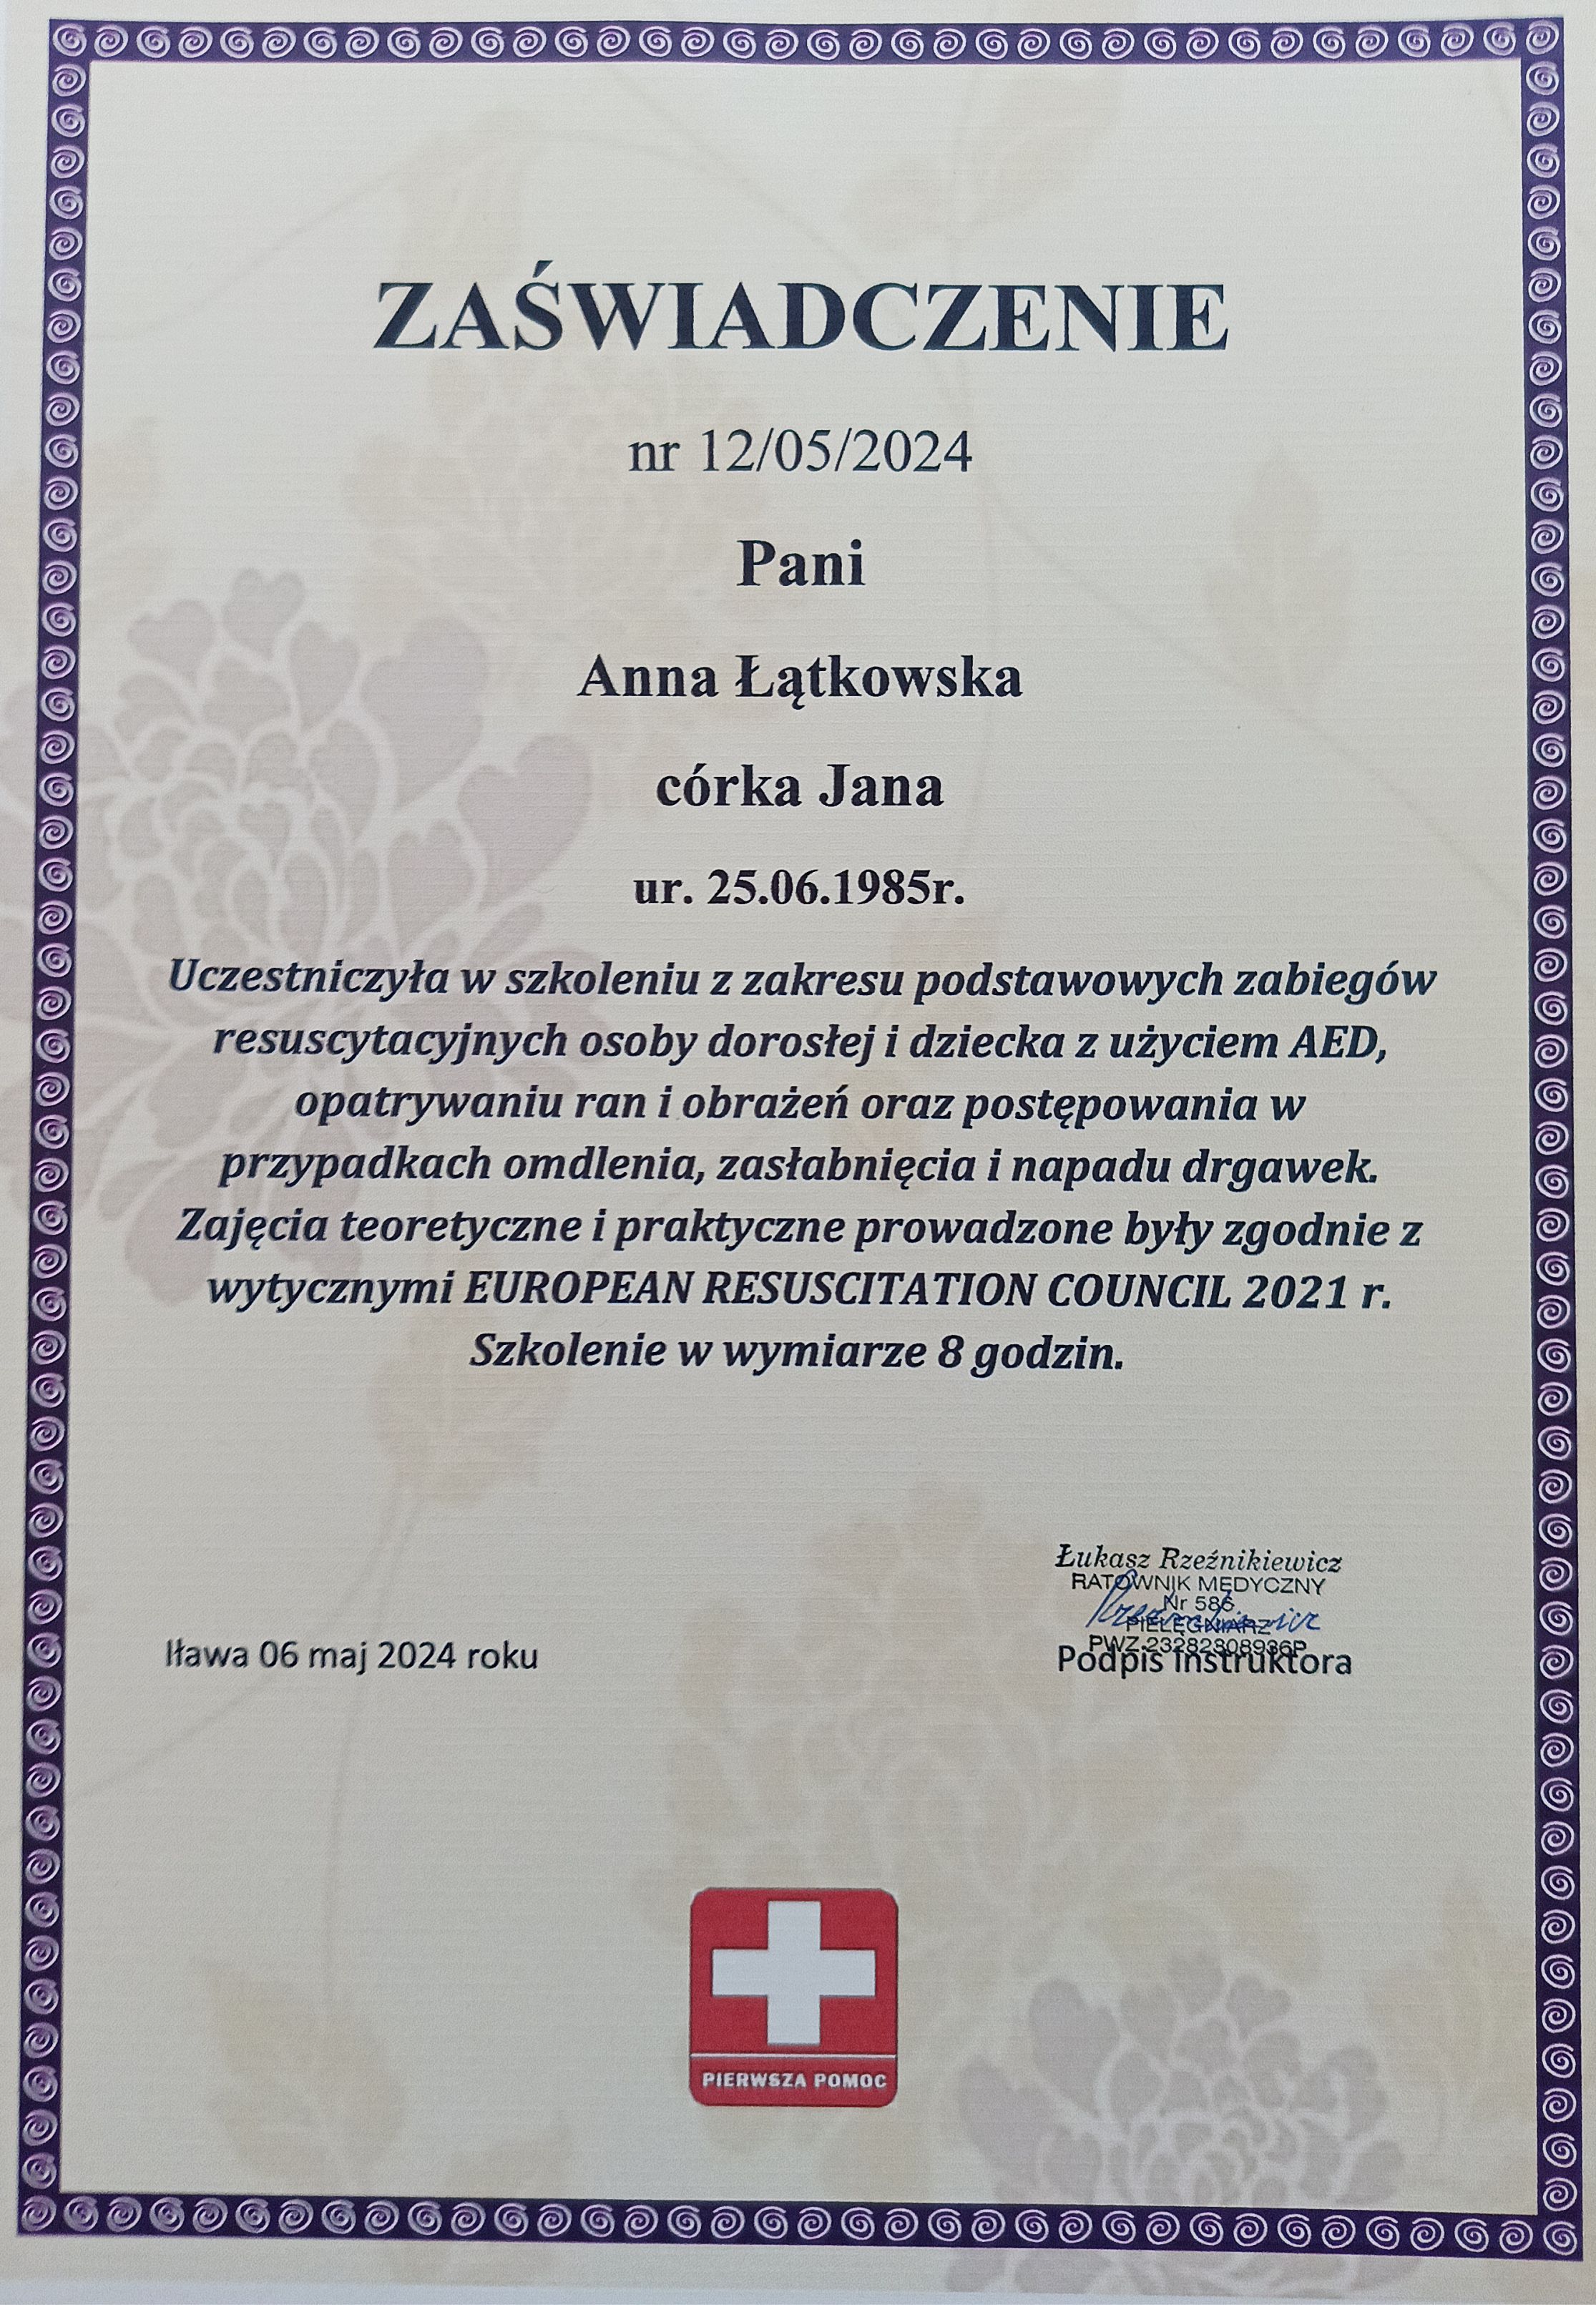 ZAŚWIADCZENIE
nr 12/05/2024
Pani
Anna Łątkowska
córka Jana
ur. 25.06.1985r.
Uczestniczyła w szkoleniu z zakresu podstawowych zabiegów
resuscytacyjnych osoby dorosłej i dziecka z użyciem AED,
opatrywaniu ran i obrażeń oraz postępowania w
przypadkach omdlenia, zasłabnięcia i napadu drgawek.
Zajęcia teoretyczne i praktyczne prowadzone były zgodnie z
wytycznymi EUROPEAN RESUSCITATION COUNCIL 2021 r.
Szkolenie w wymiarze 8 godzin.
Łukasz Rzeźnikiewicz
RATOWNIK MEDYCZNY
Nr 586
PIELĘGNIARZ
PWZ 23282808936P
Iława 06 maj 2024 roku
Podpis instruktora
PIERWSZA POMOC